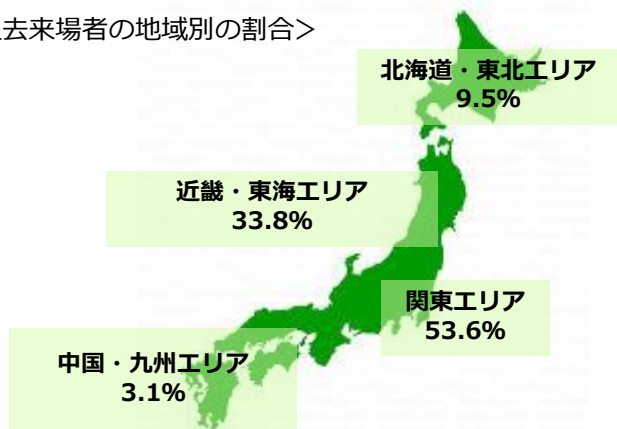 去来場者の地域別の割合＞
北海道・東北エリア
9.5%
近畿・東海エリア
33.8%
関東エリア
53.6%
中国・九州エリア
3.1%